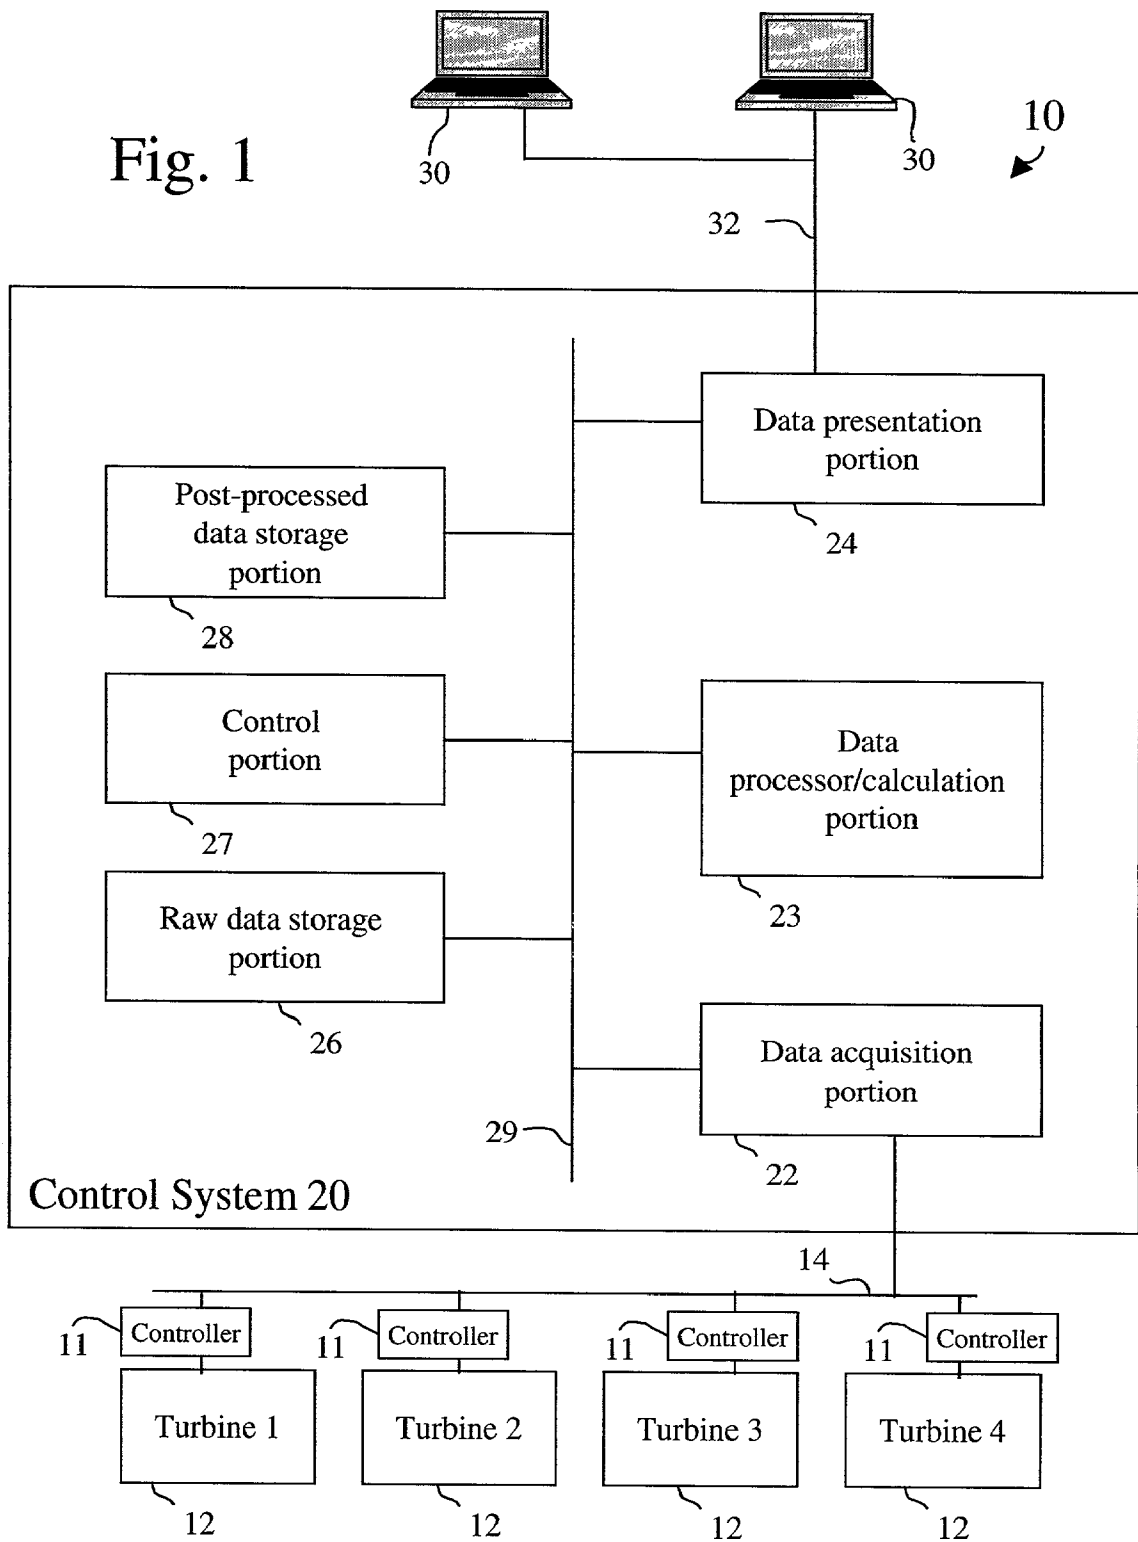 Fig. 1
30
30
10
32
Data presentation
portion
24
Post-processed
data storage
portion
28
Control
portion
27
Data
processor/calculation
portion
23
Raw data storage
portion
26
Data acquisition
portion
22
29
Control System 20
14
11
Controller
11
Controller
11
Controller
11
Controller
Turbine 1
Turbine 2
Turbine 3
Turbine 4
12
12
12
12